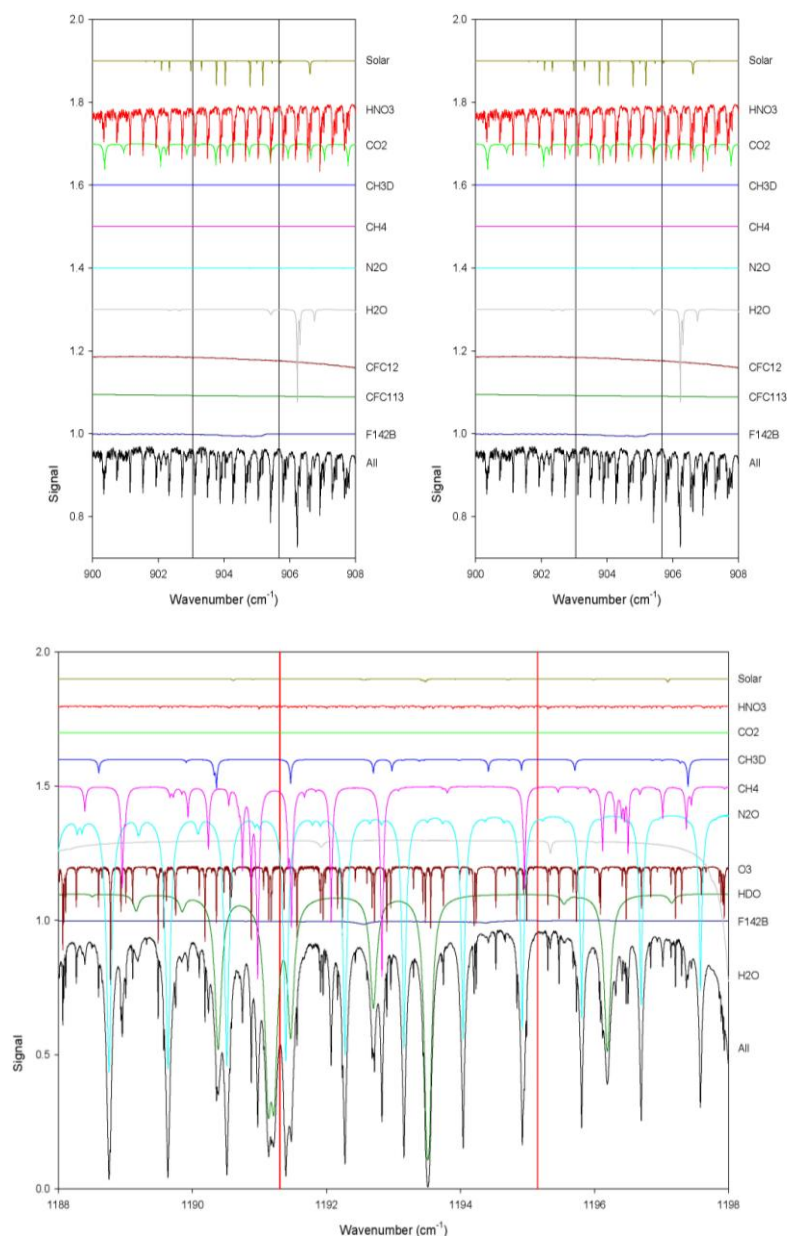 2.0
Solar
1.8
HNO3
CO2
1.6
CH3D
CH4
1.4
N2O
H2O
1.2
CFC12
CFC113
F142B
1.0
All
0.8
Signal
900 902 904 906 908
Wavenumber (cm⁻¹)
2.0
Solar
1.8
HNO3
CO2
1.6
CH3D
CH4
1.4
N2O
H2O
1.2
CFC12
CFC113
F142B
1.0
All
0.8
Signal
900 902 904 906 908
Wavenumber (cm⁻¹)
2.0
Solar
HNO3
CO2
CH3D
1.5
CH4
N2O
O3
HDO
1.0
F142B
H2O
All
0.5
0.0
Signal
1188 1190 1192 1194 1196 1198
Wavenumber (cm⁻¹)